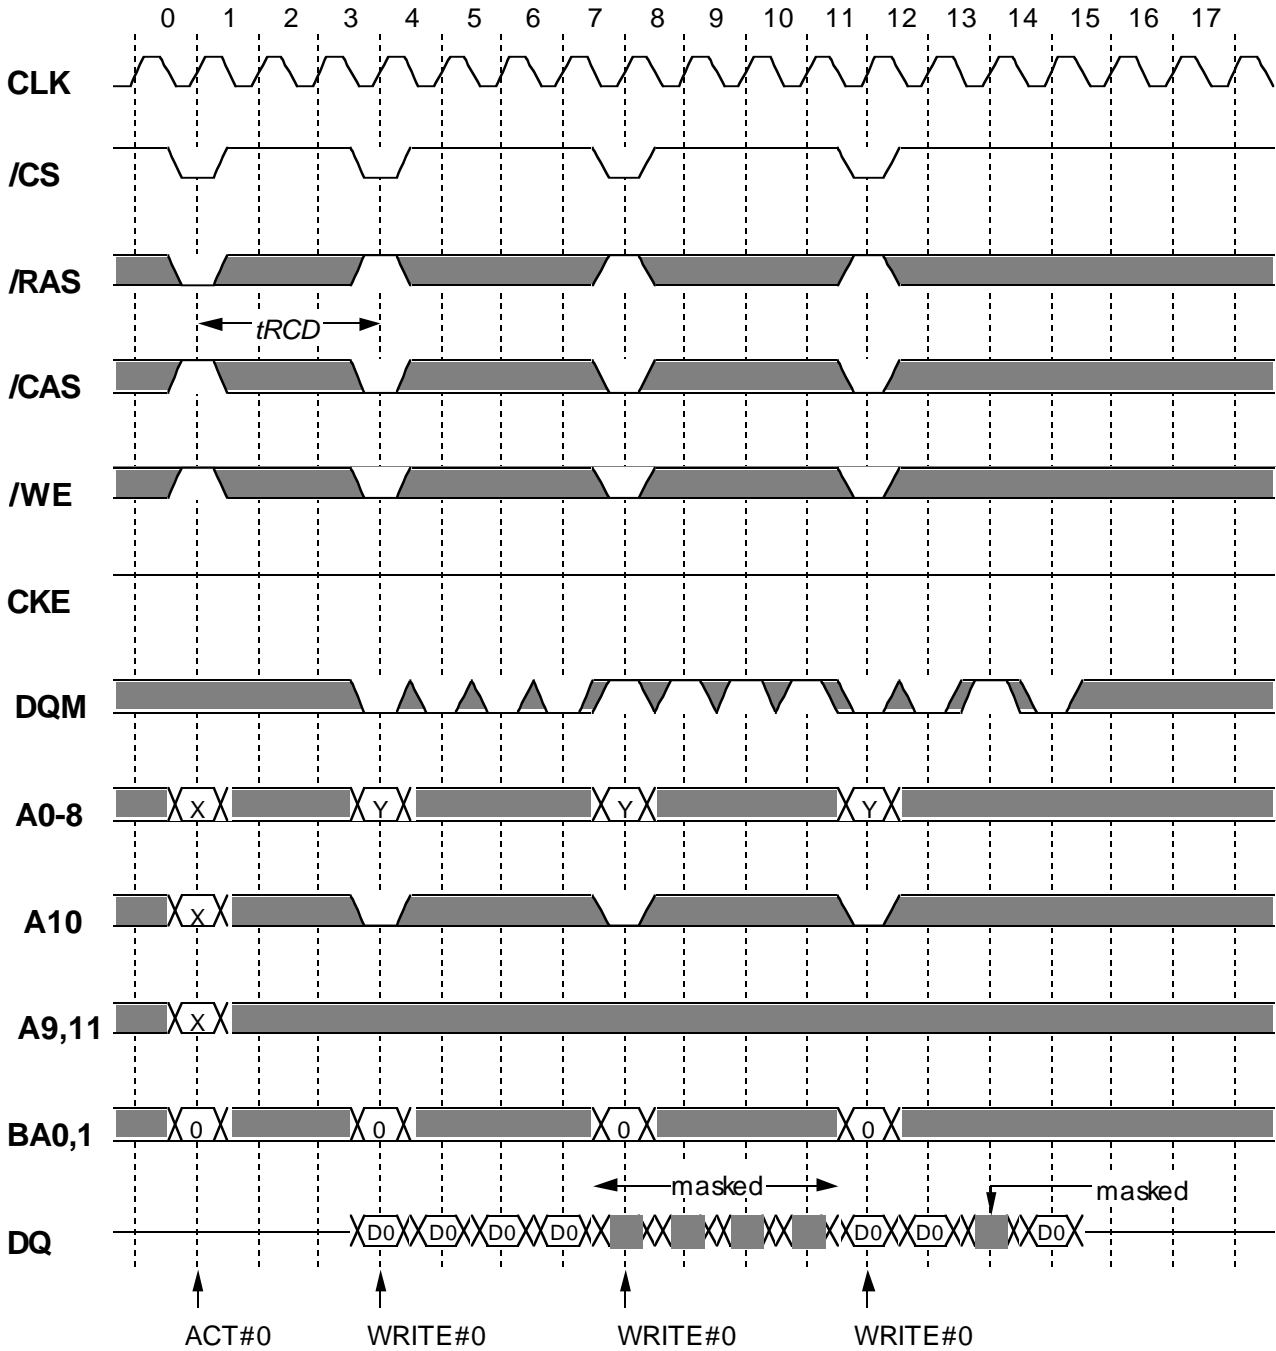 0 1 2 3 4 5 6 7 8 9 10 11 12 13 14 15 16 17
CLK
/CS
/RAS
tRCD
/CAS
/WE
CKE
DQM
A0-8 X Y Y Y
A10 X
A9,11 X
BA0,1 0 0 0 0
masked masked
DQ D0 D0 D0 D0 D0 D0 D0
ACT#0 WRITE#0 WRITE#0 WRITE#0